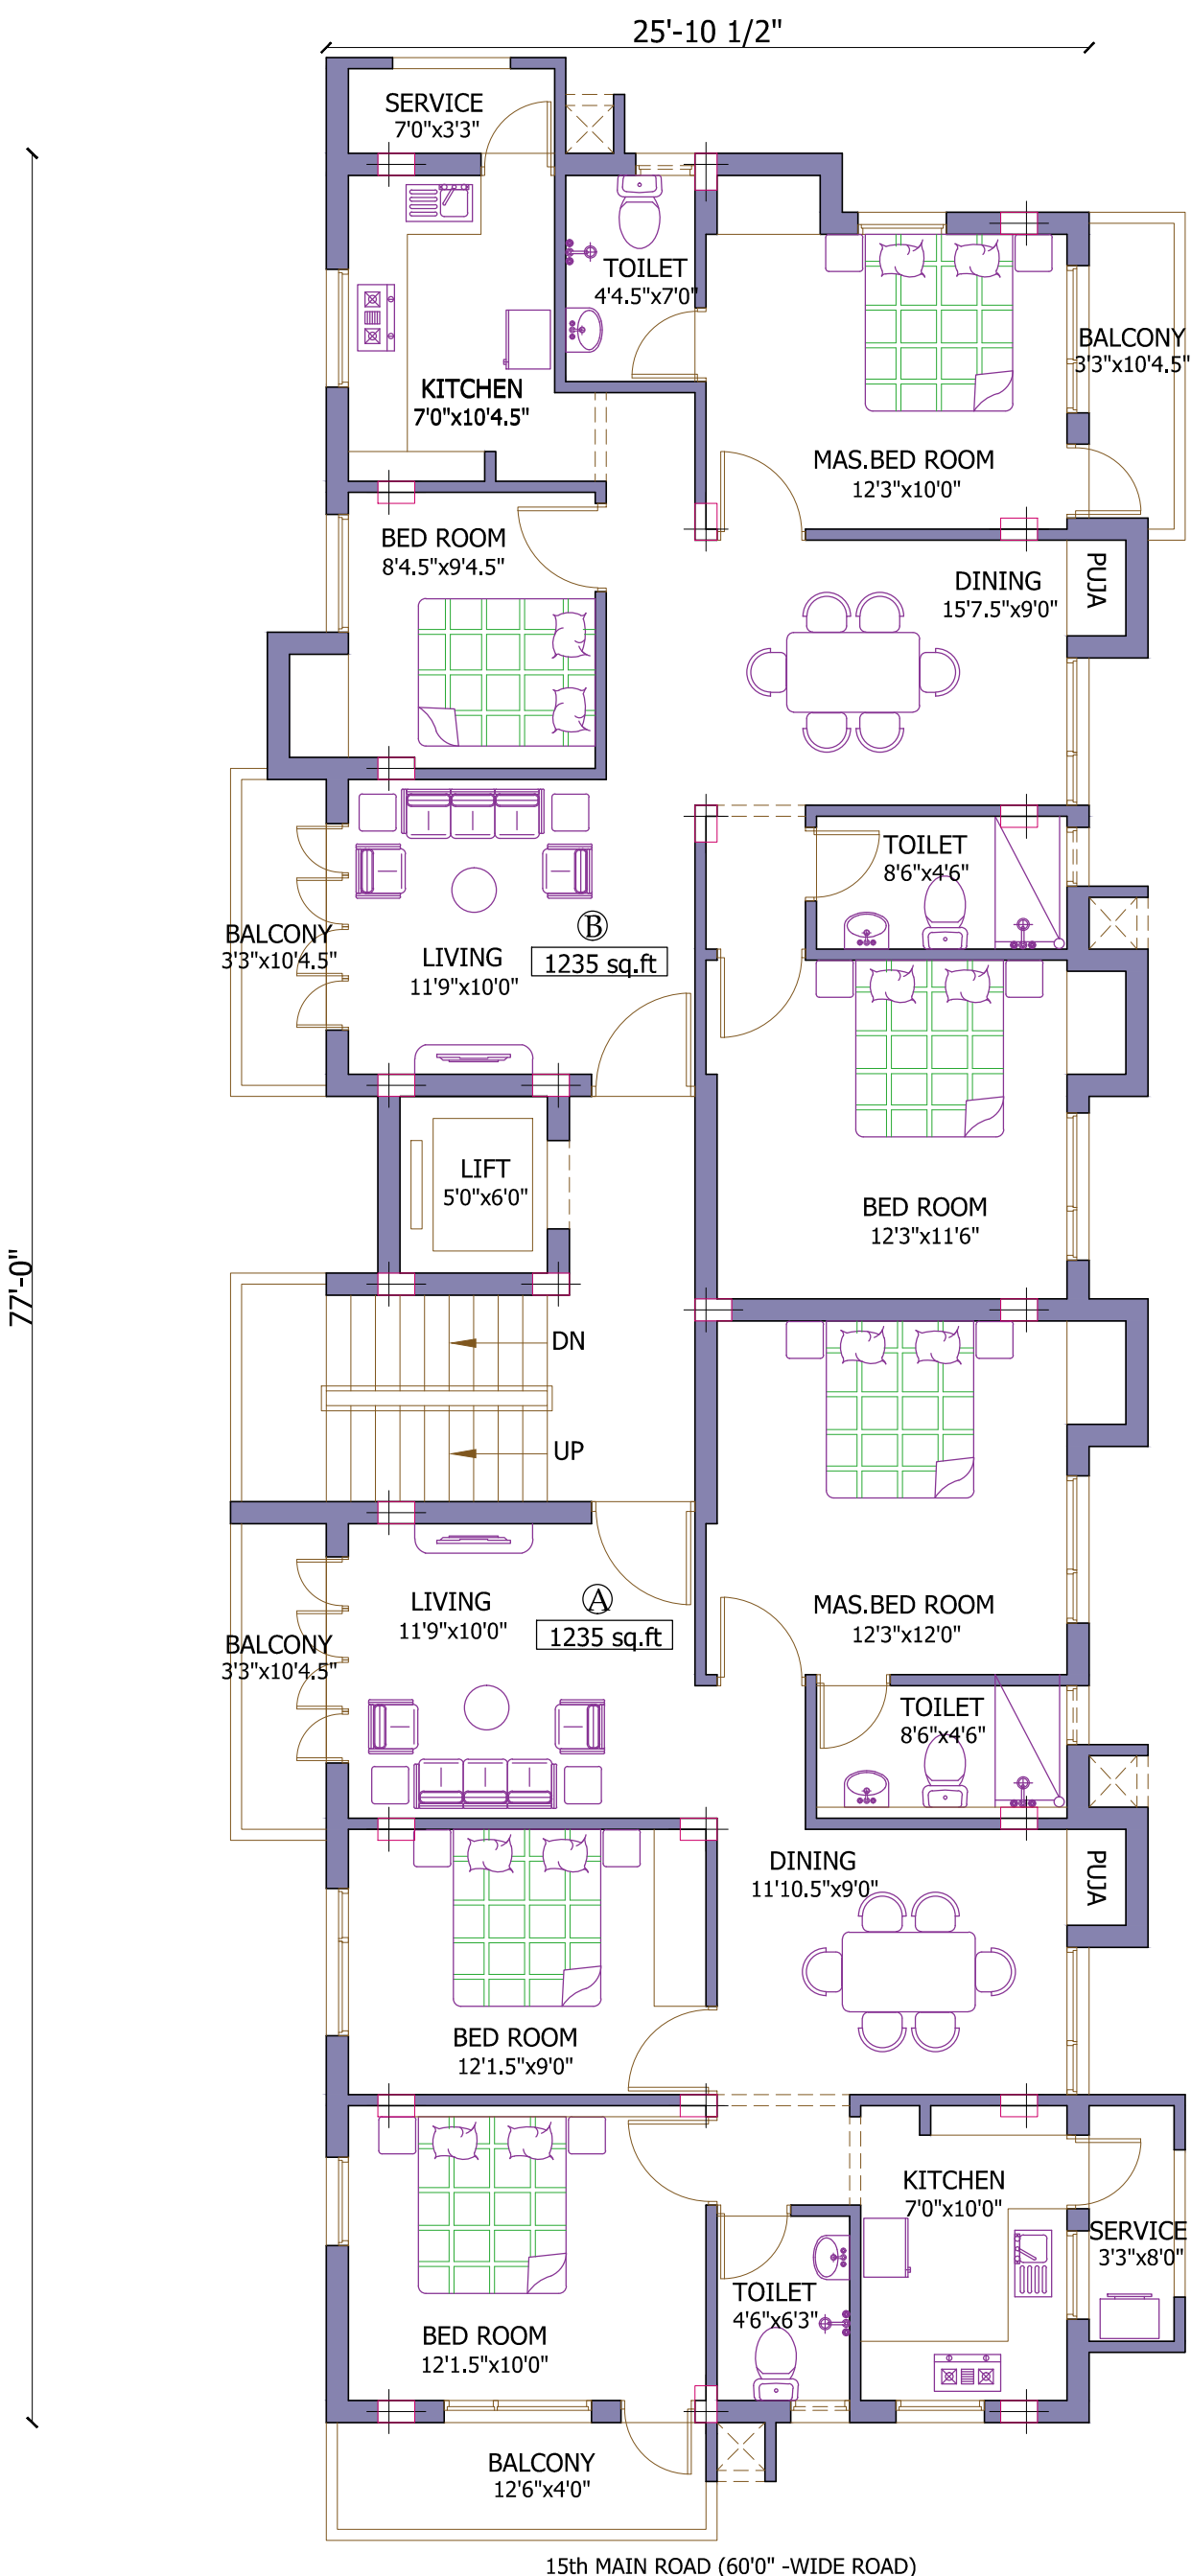 25'-10 1/2"
SERVICE
7'0"x3'3"
TOILET
4'4.5"x7'0"
BALCONY
3'3"x10'4.5"
KITCHEN
7'0"x10'4.5"
MAS.BED ROOM
12'3"x10'0"
BED ROOM
8'4.5"x9'4.5"
DINING
15'7.5"x9'0"
PUJA
TOILET
8'6"x4'6"
BALCONY
3'3"x10'4.5"
B
LIVING
11'9"x10'0"
1235 sq.ft
LIFT
5'0"x6'0"
BED ROOM
12'3"x11'6"
77'-0"
DN
UP
LIVING
11'9"x10'0"
A
1235 sq.ft
MAS.BED ROOM
12'3"x12'0"
BALCONY
3'3"x10'4.5"
TOILET
8'6"x4'6"
DINING
11'10.5"x9'0"
PUJA
BED ROOM
12'1.5"x9'0"
KITCHEN
7'0"x10'0"
SERVICE
3'3"x8'0"
TOILET
4'6"x6'3"
BED ROOM
12'1.5"x10'0"
BALCONY
12'6"x4'0"
15th MAIN ROAD (60'0" -WIDE ROAD)